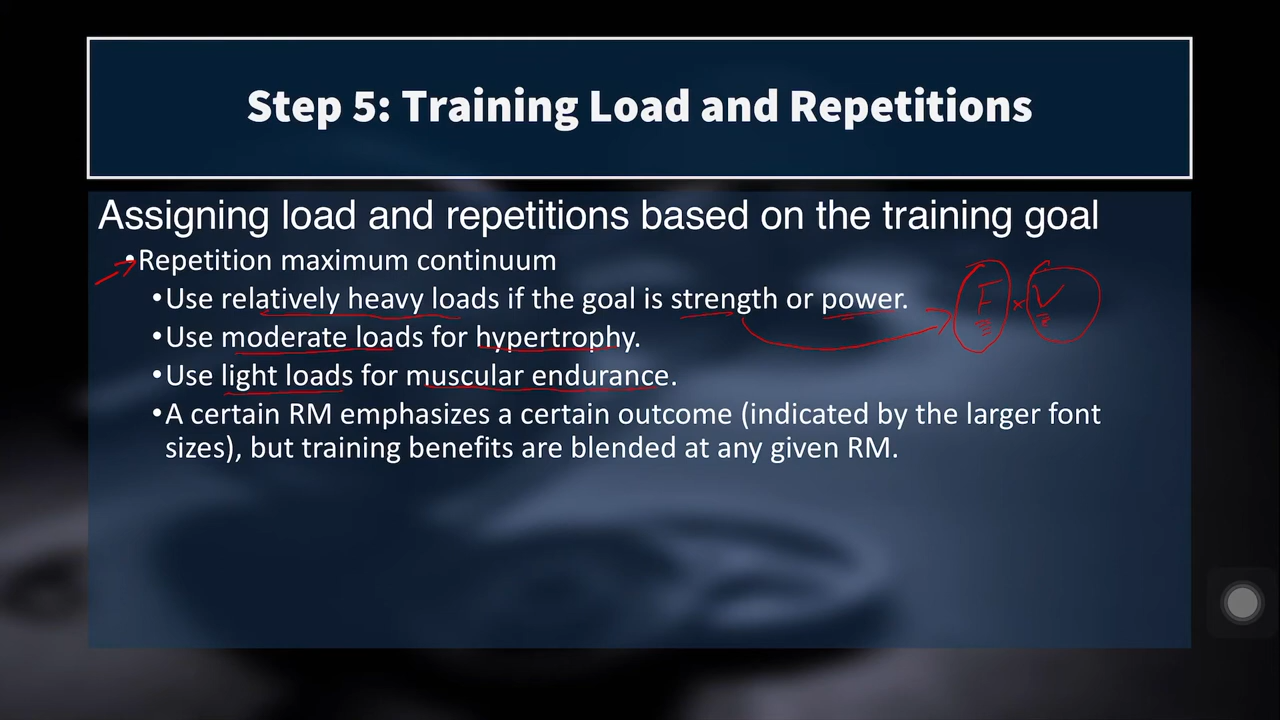 Step 5: Training Load and Repetitions
Assigning load and repetitions based on the training goal
•Repetition maximum continuum
•Use relatively heavy loads if the goal is strength or power.
F × V
•Use moderate loads for hypertrophy.
•Use light loads for muscular endurance.
•A certain RM emphasizes a certain outcome (indicated by the larger font
sizes), but training benefits are blended at any given RM.